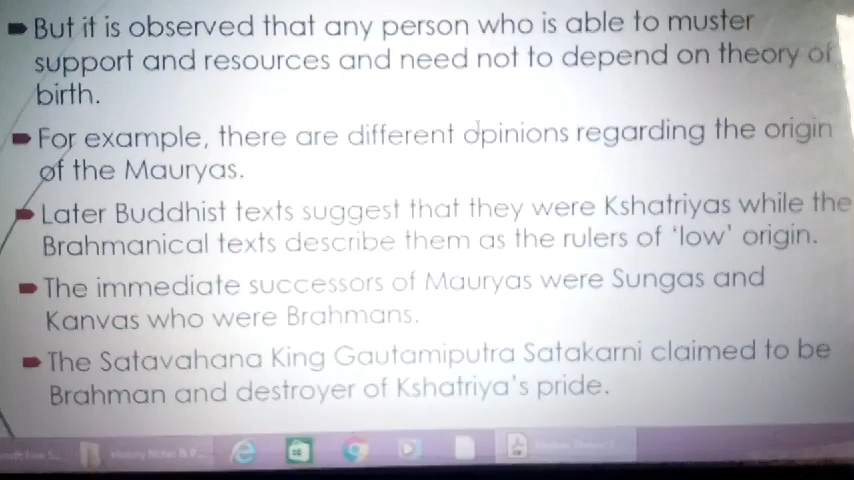 But it is observed that any person who is able to muster
support and resources and need not to depend on theory of
birth.
For example, there are different opinions regarding the origin
of the Mauryas.
Later Buddhist texts suggest that they were Kshatriyas while the
Brahmanical texts describe them as the rulers of 'low' origin.
The immediate successors of Mauryas were Sungas and
Kanvas who were Brahmans.
The Satavahana King Gautamiputra Satakarni claimed to be
Brahman and destroyer of Kshatriya's pride.